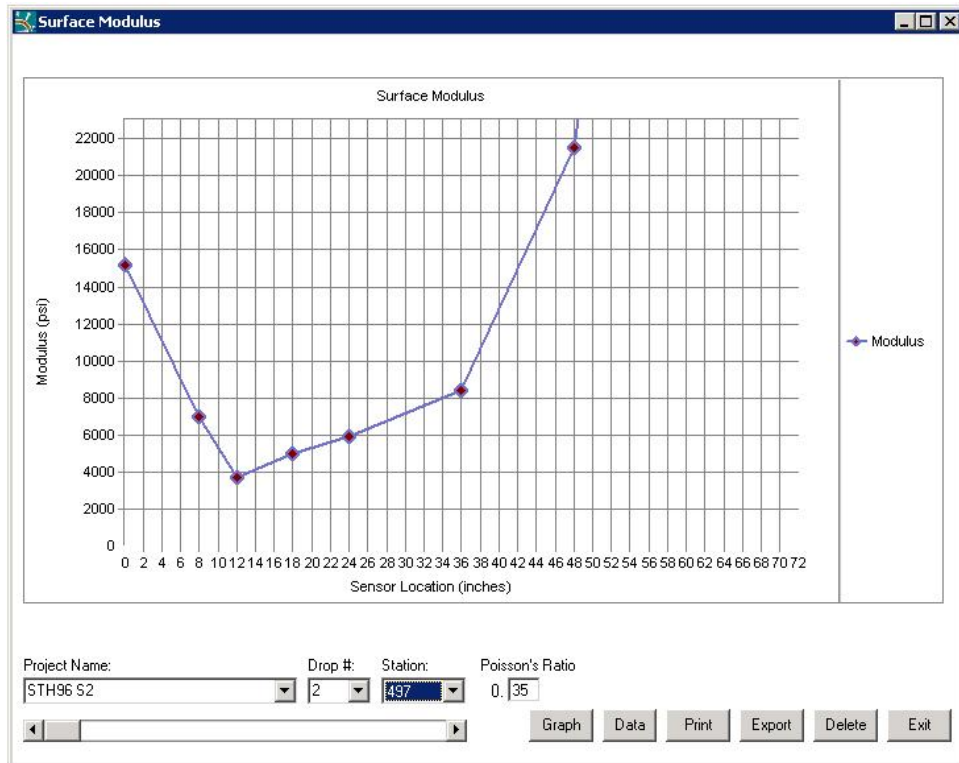 Surface Modulus
Surface Modulus
22000
20000
18000
16000
14000
12000
10000
8000
6000
4000
2000
0
Modulus (psi)
0 2 4 6 8 10 12 14 16 18 20 22 24 26 28 30 32 34 36 38 40 42 44 46 48 50 52 54 56 58 60 62 64 66 68 70 72
Sensor Location (inches)
Modulus
Project Name: Drop #: Station: Poisson's Ratio
STH96 S2 2 497 0. 35
Graph Data Print Export Delete Exit